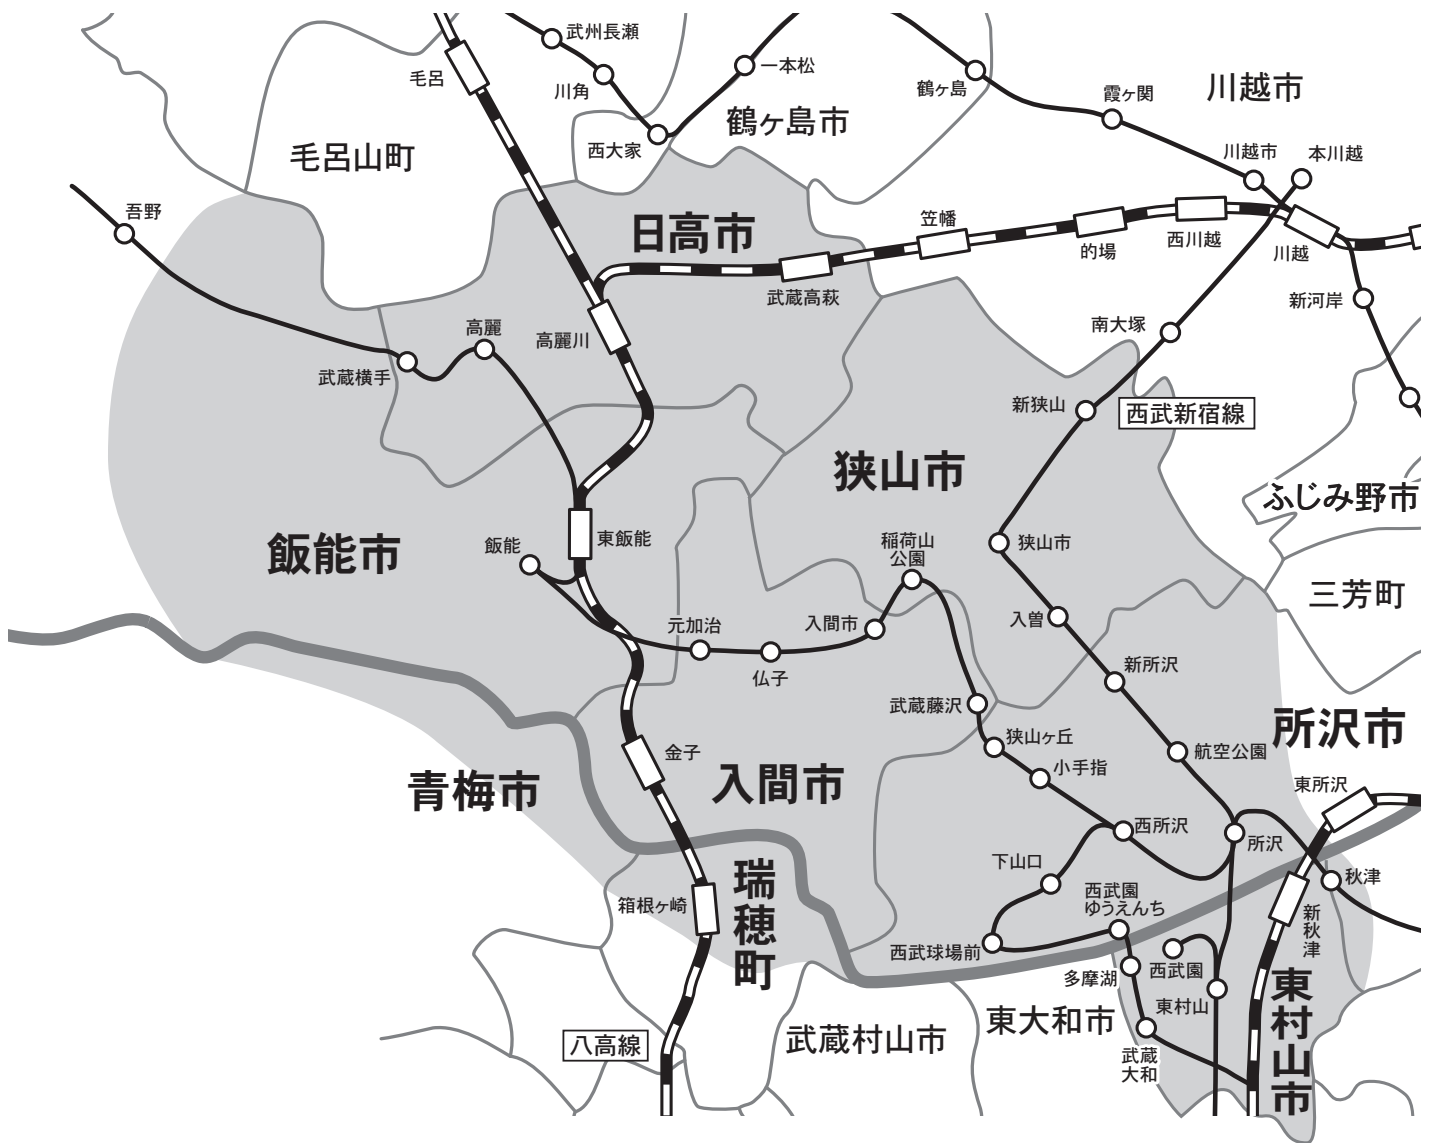 武州長瀬
毛呂
川角
一本松
鶴ヶ島
霞ヶ関
川越市
鶴ヶ島市
西大家
毛呂山町
川越市
本川越
吾野
日高市
笠幡
的場
西川越
川越
武蔵高萩
新河岸
高麗
高麗川
南大塚
武蔵横手
新狭山
西武新宿線
狭山市
ふじみ野市
飯能市
飯能
東飯能
稲荷山
公園
狭山市
三芳町
元加治
入間市
入曽
仏子
新所沢
武蔵藤沢
所沢市
狭山ヶ丘
航空公園
金子
小手指
青梅市
入間市
東所沢
西所沢
所沢
下山口
瑞穂町
秋津
箱根ヶ崎
西武園
ゆうえんち
新秋津
西武球場前
多摩湖
西武園
東村山
東村山市
八高線
武蔵村山市
東大和市
武蔵
大和